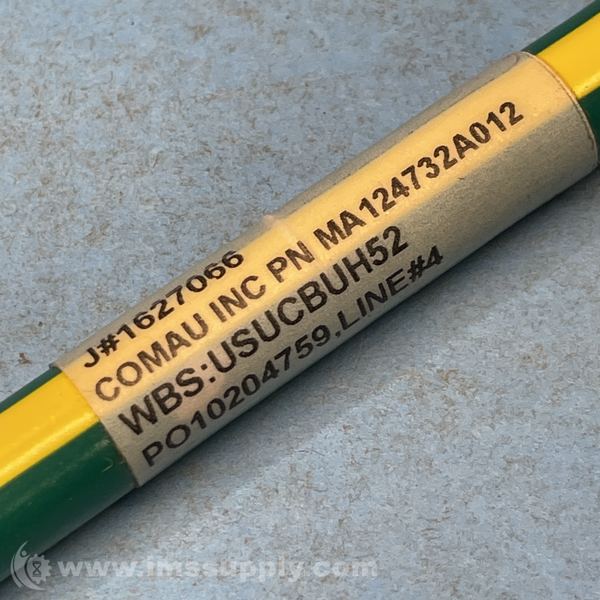 J#1627066
COMAU INC PN MA124732A012
WBS:USUCBUH52
PO10204759,LINE#4
www.imssupply.com